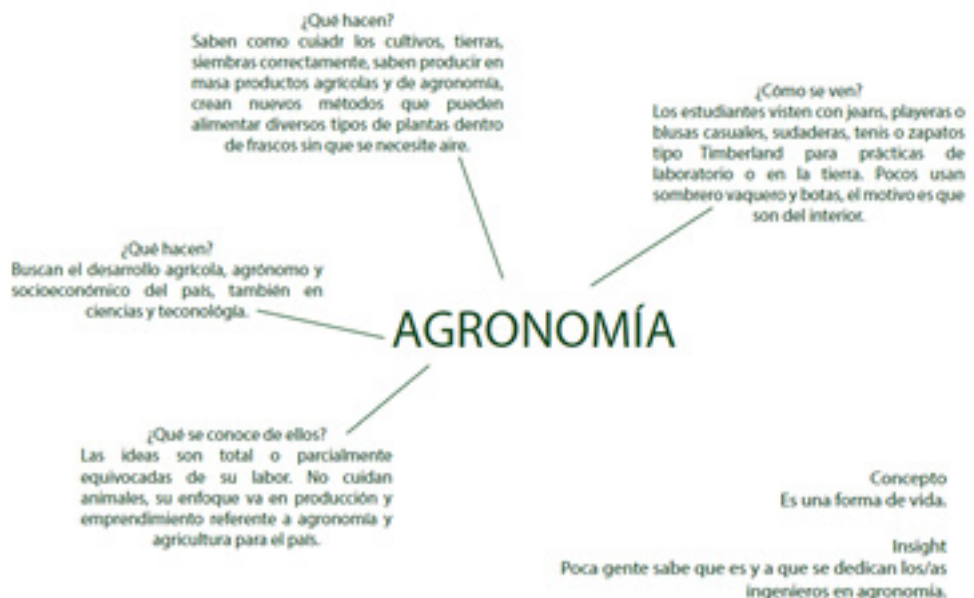 ¿Qué hacen?
Saben como cuiadr los cultivos, tierras,
siembras correctamente, saben producir en
masa productos agrícolas y de agronomía,
crean nuevos métodos que pueden
alimentar diversos tipos de plantas dentro
de frascos sin que se necesite aire.
¿Cómo se ven?
Los estudiantes visten con jeans, playeras o
blusas casuales, sudaderas, tenis o zapatos
tipo Timberland para prácticas de
laboratorio o en la tierra. Pocos usan
sombrero vaquero y botas, el motivo es que
son del interior.
¿Qué hacen?
Buscan el desarrollo agrícola, agrónomo y
socioeconómico del país, también en
ciencias y teconológía.
AGRONOMÍA
¿Qué se conoce de ellos?
Las ideas son total o parcialmente
equivocadas de su labor. No cuidan
animales, su enfoque va en producción y
emprendimiento referente a agronomía y
agricultura para el país.
Concepto
Es una forma de vida.
Insight
Poca gente sabe que es y a que se dedican los/as
ingenieros en agronomía.